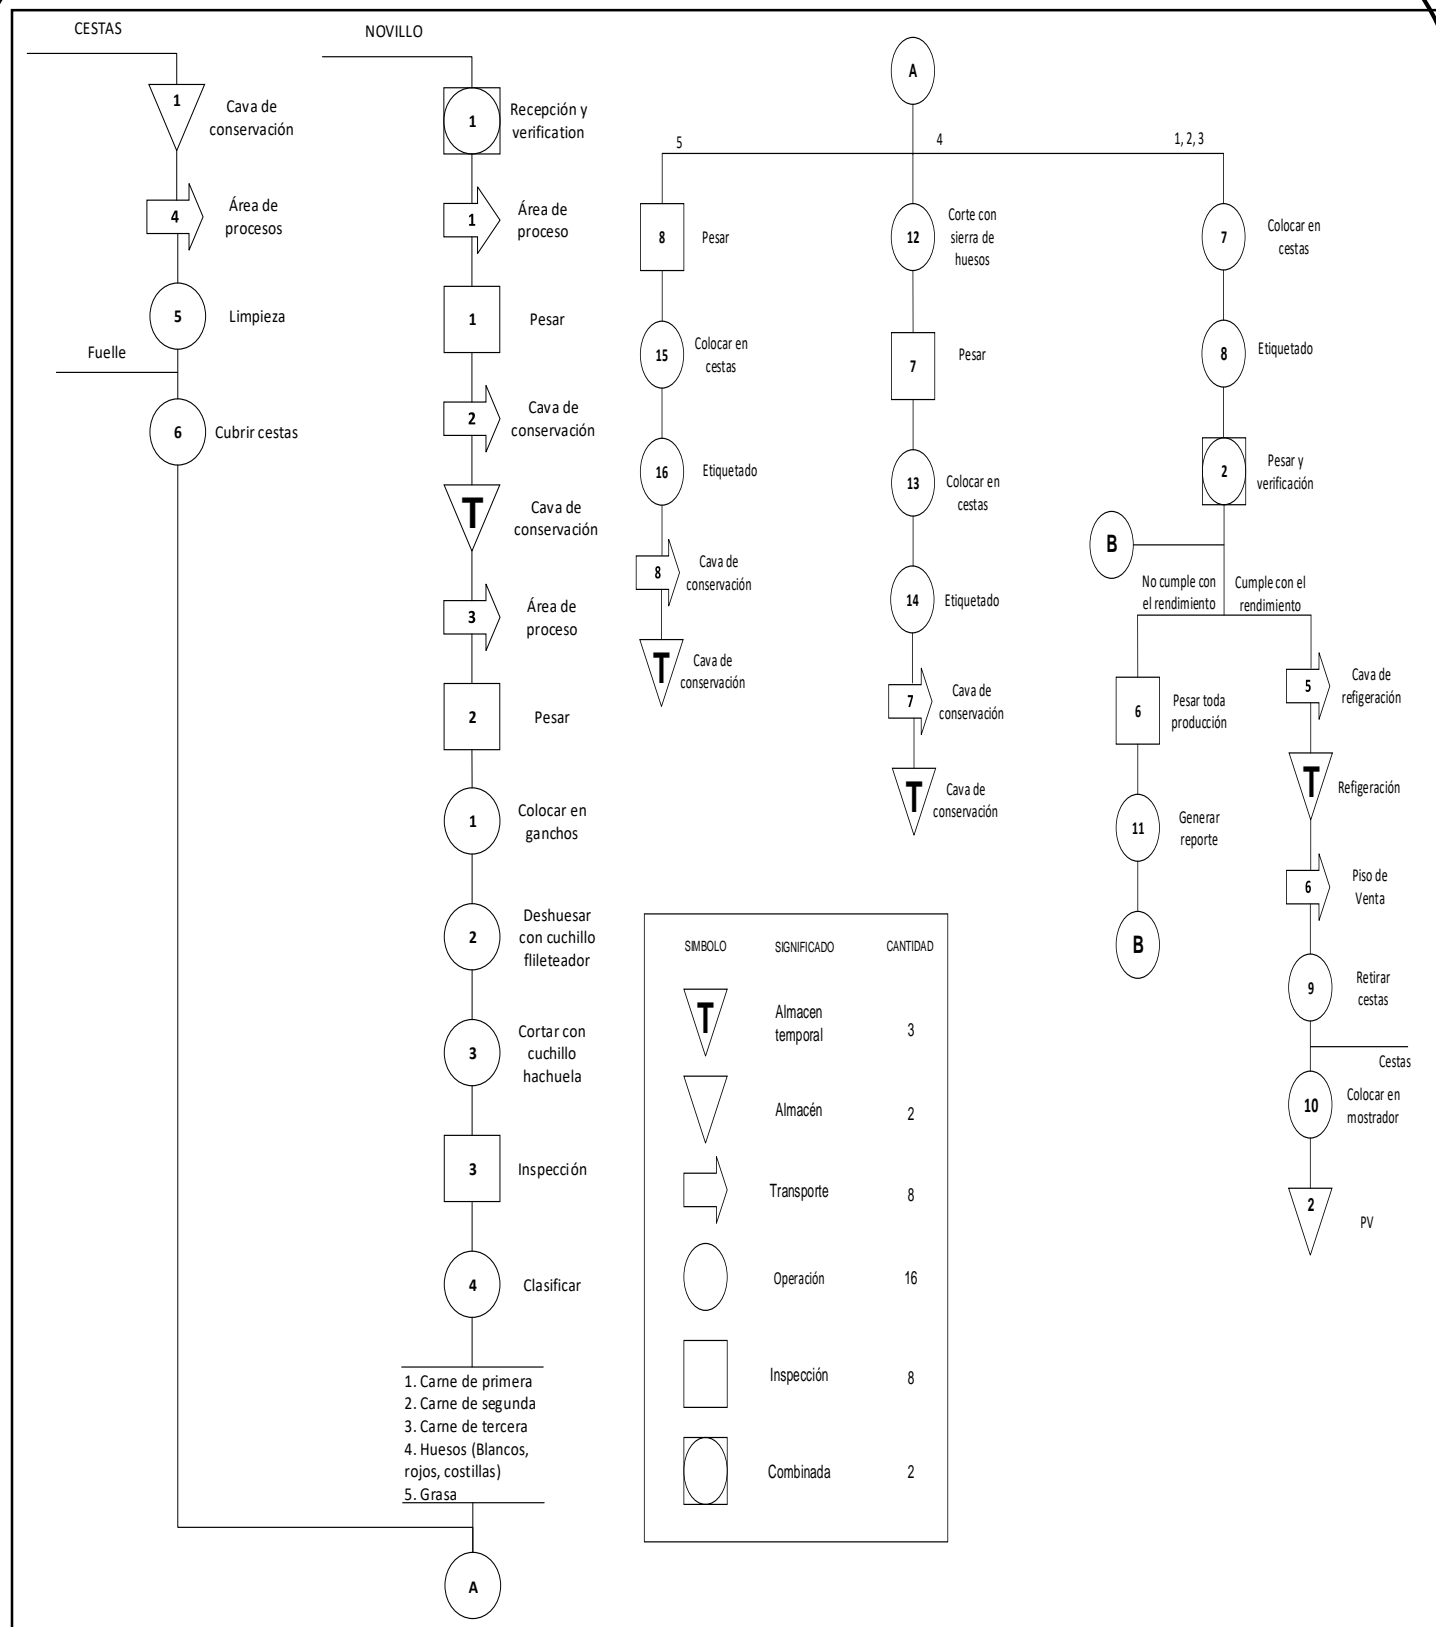 CESTAS
1
Cava de
conservación
4
Área de
procesos
5
Limpieza
Fuelle
6
Cubrir cestas
NOVILLO
1
Recepción y
verification
1
Área de
proceso
1
Pesar
2
Cava de
conservación
T
Cava de
conservación
3
Área de
proceso
2
Pesar
1
Colocar en
ganchos
2
Deshuesar
con cuchillo
flileteador
3
Cortar con
cuchillo
hachuela
3
Inspección
4
Clasificar
1. Carne de primera
2. Carne de segunda
3. Carne de tercera
4. Huesos (Blancos,
rojos, costillas)
5. Grasa
A
A
5
4
1, 2, 3
8
Pesar
15
Colocar en
cestas
16
Etiquetado
8
Cava de
conservación
T
Cava de
conservación
12
Corte con
sierra de
huesos
7
Pesar
13
Colocar en
cestas
14
Etiquetado
7
Cava de
conservación
T
Cava de
conservación
7
Colocar en
cestas
8
Etiquetado
2
Pesar y
verificación
B
No cumple con
el rendimiento
Cumple con el
rendimiento
6
Pesar toda
producción
11
Generar
reporte
B
5
Cava de
refigeración
T
Refigeración
6
Piso de
Venta
9
Retirar
cestas
Cestas
10
Colocar en
mostrador
2
PV
SIMBOLO SIGNIFICADO CANTIDAD
T
Almacen
temporal
3
Almacén 2
Transporte 8
Operación 16
Inspección 8
Combinada 2